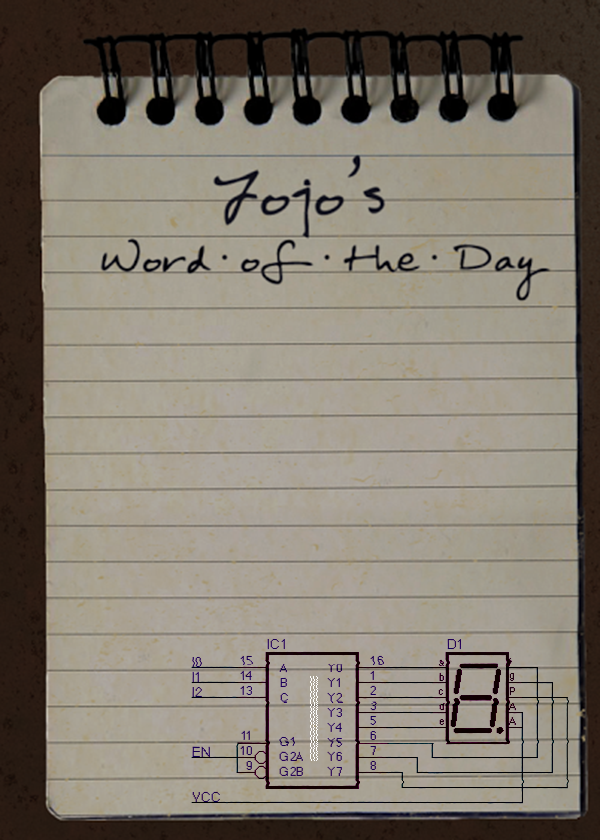 Jojo's
Word·of·the·Day
IC1
D1
I0 15 A Y0 16 a f
I1 14 B Y1 1 b g
I2 13 C Y2 2 c P
Y3 3 d A
Y4 5 e A
11 G1 Y5 6
EN 10 G2A Y6 7
9 G2B Y7 8
VCC